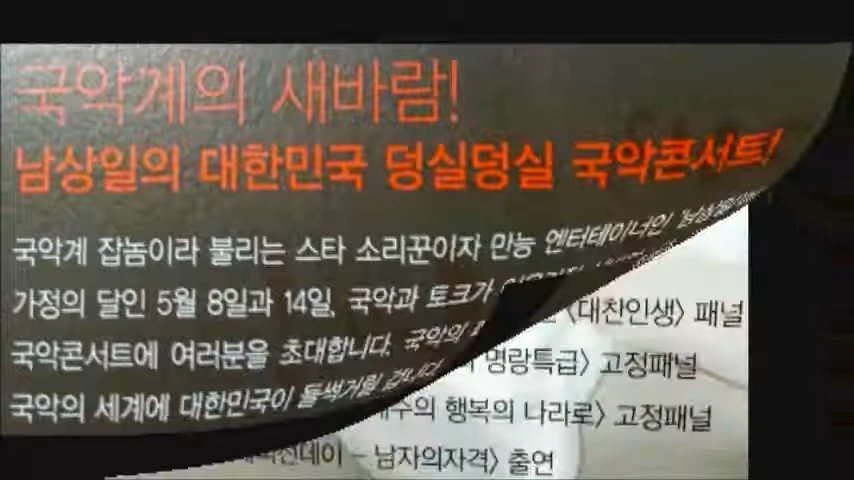 국악계의 새바람!
남상일의 대한민국 덩실덩실 국악콘서트!
국악계 잡놈이라 불리는 스타 소리꾼이자 만능 엔터테이너인
가정의 달인 5월 8일과 14일, 국악과 토크가
국악콘서트에 여러분을 초대합니다. 국악의
국악의 세계에 대한민국이 들썩거릴 겁니다
〈대찬인생〉 패널
명랑특급〉 고정패널
행복의 나라로〉 고정패널
남자의자격〉 출연